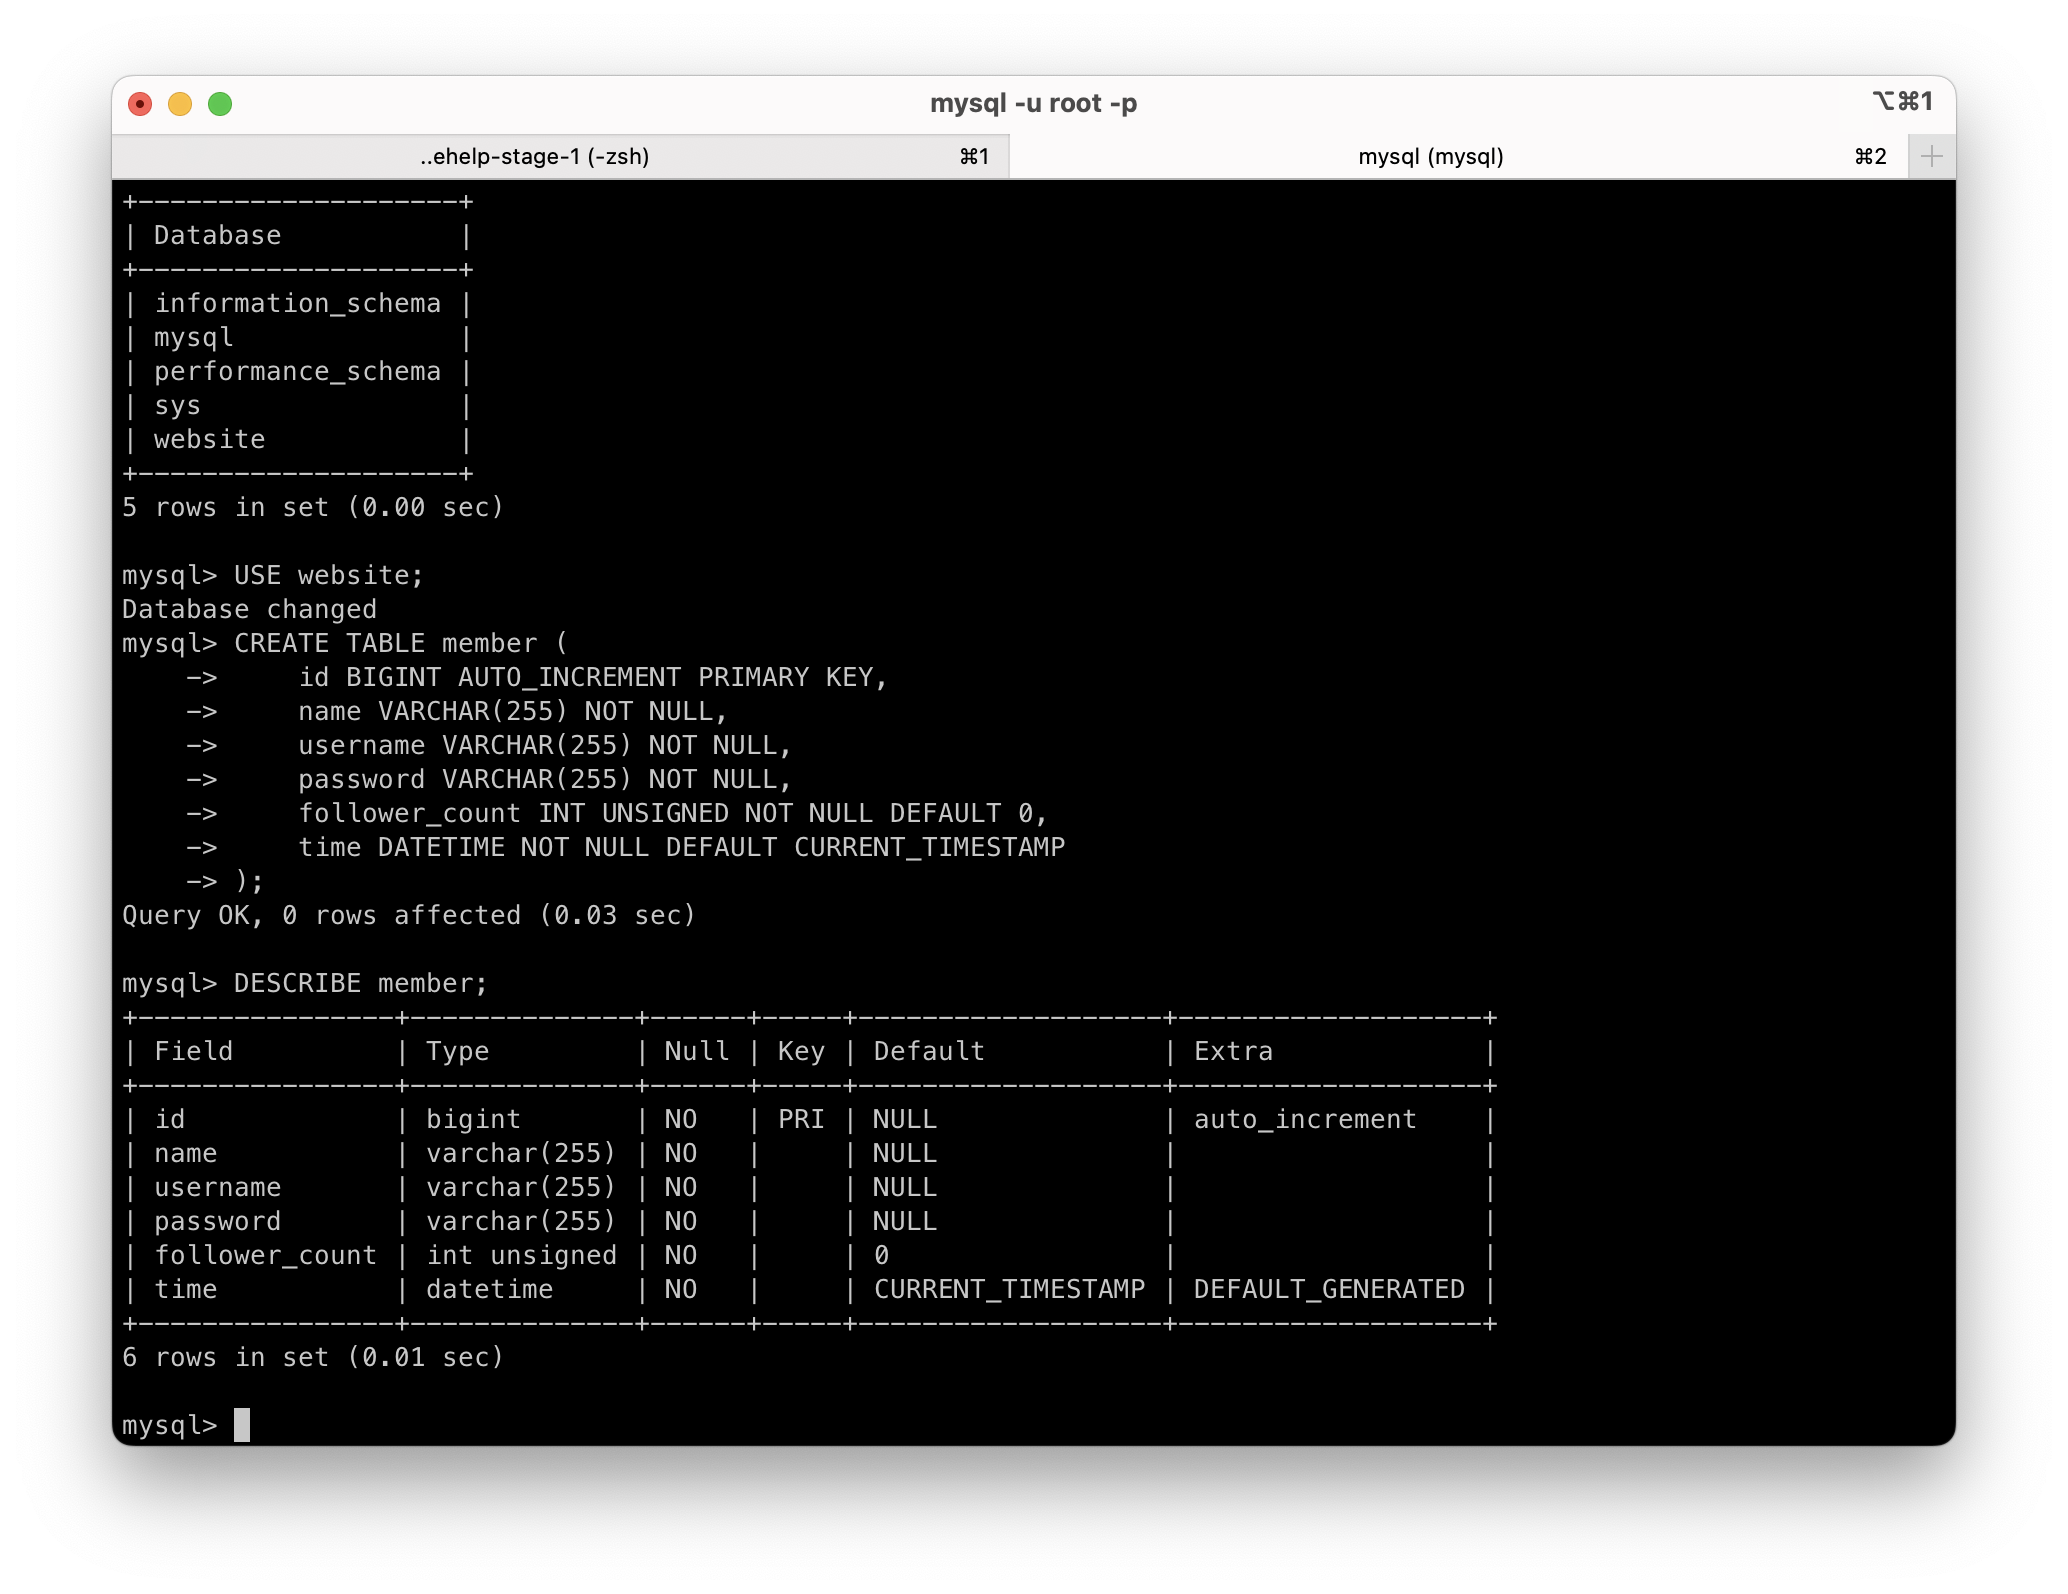 mysql -u root -p
⌥⌘1
..ehelp-stage-1 (-zsh) ⌘1
mysql (mysql) ⌘2
+--------------------+
| Database           |
+--------------------+
| information_schema |
| mysql              |
| performance_schema |
| sys                |
| website            |
+--------------------+
5 rows in set (0.00 sec)

mysql> USE website;
Database changed
mysql> CREATE TABLE member (
    ->     id BIGINT AUTO_INCREMENT PRIMARY KEY,
    ->     name VARCHAR(255) NOT NULL,
    ->     username VARCHAR(255) NOT NULL,
    ->     password VARCHAR(255) NOT NULL,
    ->     follower_count INT UNSIGNED NOT NULL DEFAULT 0,
    ->     time DATETIME NOT NULL DEFAULT CURRENT_TIMESTAMP
    -> );
Query OK, 0 rows affected (0.03 sec)

mysql> DESCRIBE member;
+----------------+--------------+------+-----+-------------------+-------------------+
| Field          | Type         | Null | Key | Default           | Extra             |
+----------------+--------------+------+-----+-------------------+-------------------+
| id             | bigint       | NO   | PRI | NULL              | auto_increment    |
| name           | varchar(255) | NO   |     | NULL              |                   |
| username       | varchar(255) | NO   |     | NULL              |                   |
| password       | varchar(255) | NO   |     | NULL              |                   |
| follower_count | int unsigned | NO   |     | 0                 |                   |
| time           | datetime     | NO   |     | CURRENT_TIMESTAMP | DEFAULT_GENERATED |
+----------------+--------------+------+-----+-------------------+-------------------+
6 rows in set (0.01 sec)

mysql>